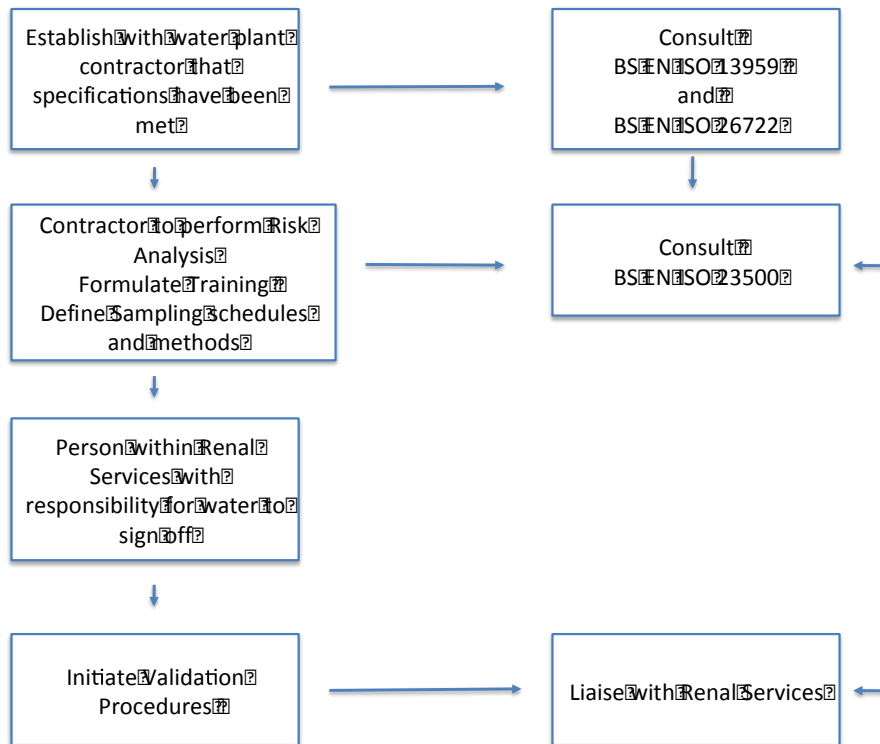 Establish with water plant
contractor that
specifications have been
met
Consult
BS EN ISO 13959
and
BS EN ISO 26722
Contractor to perform Risk
Analysis
Formulate Training
Define Sampling schedules
and methods
Consult
BS EN ISO 23500
Person within Renal
Services with
responsibility for water to
sign off
Initiate Validation
Procedures
Liaise with Renal Services